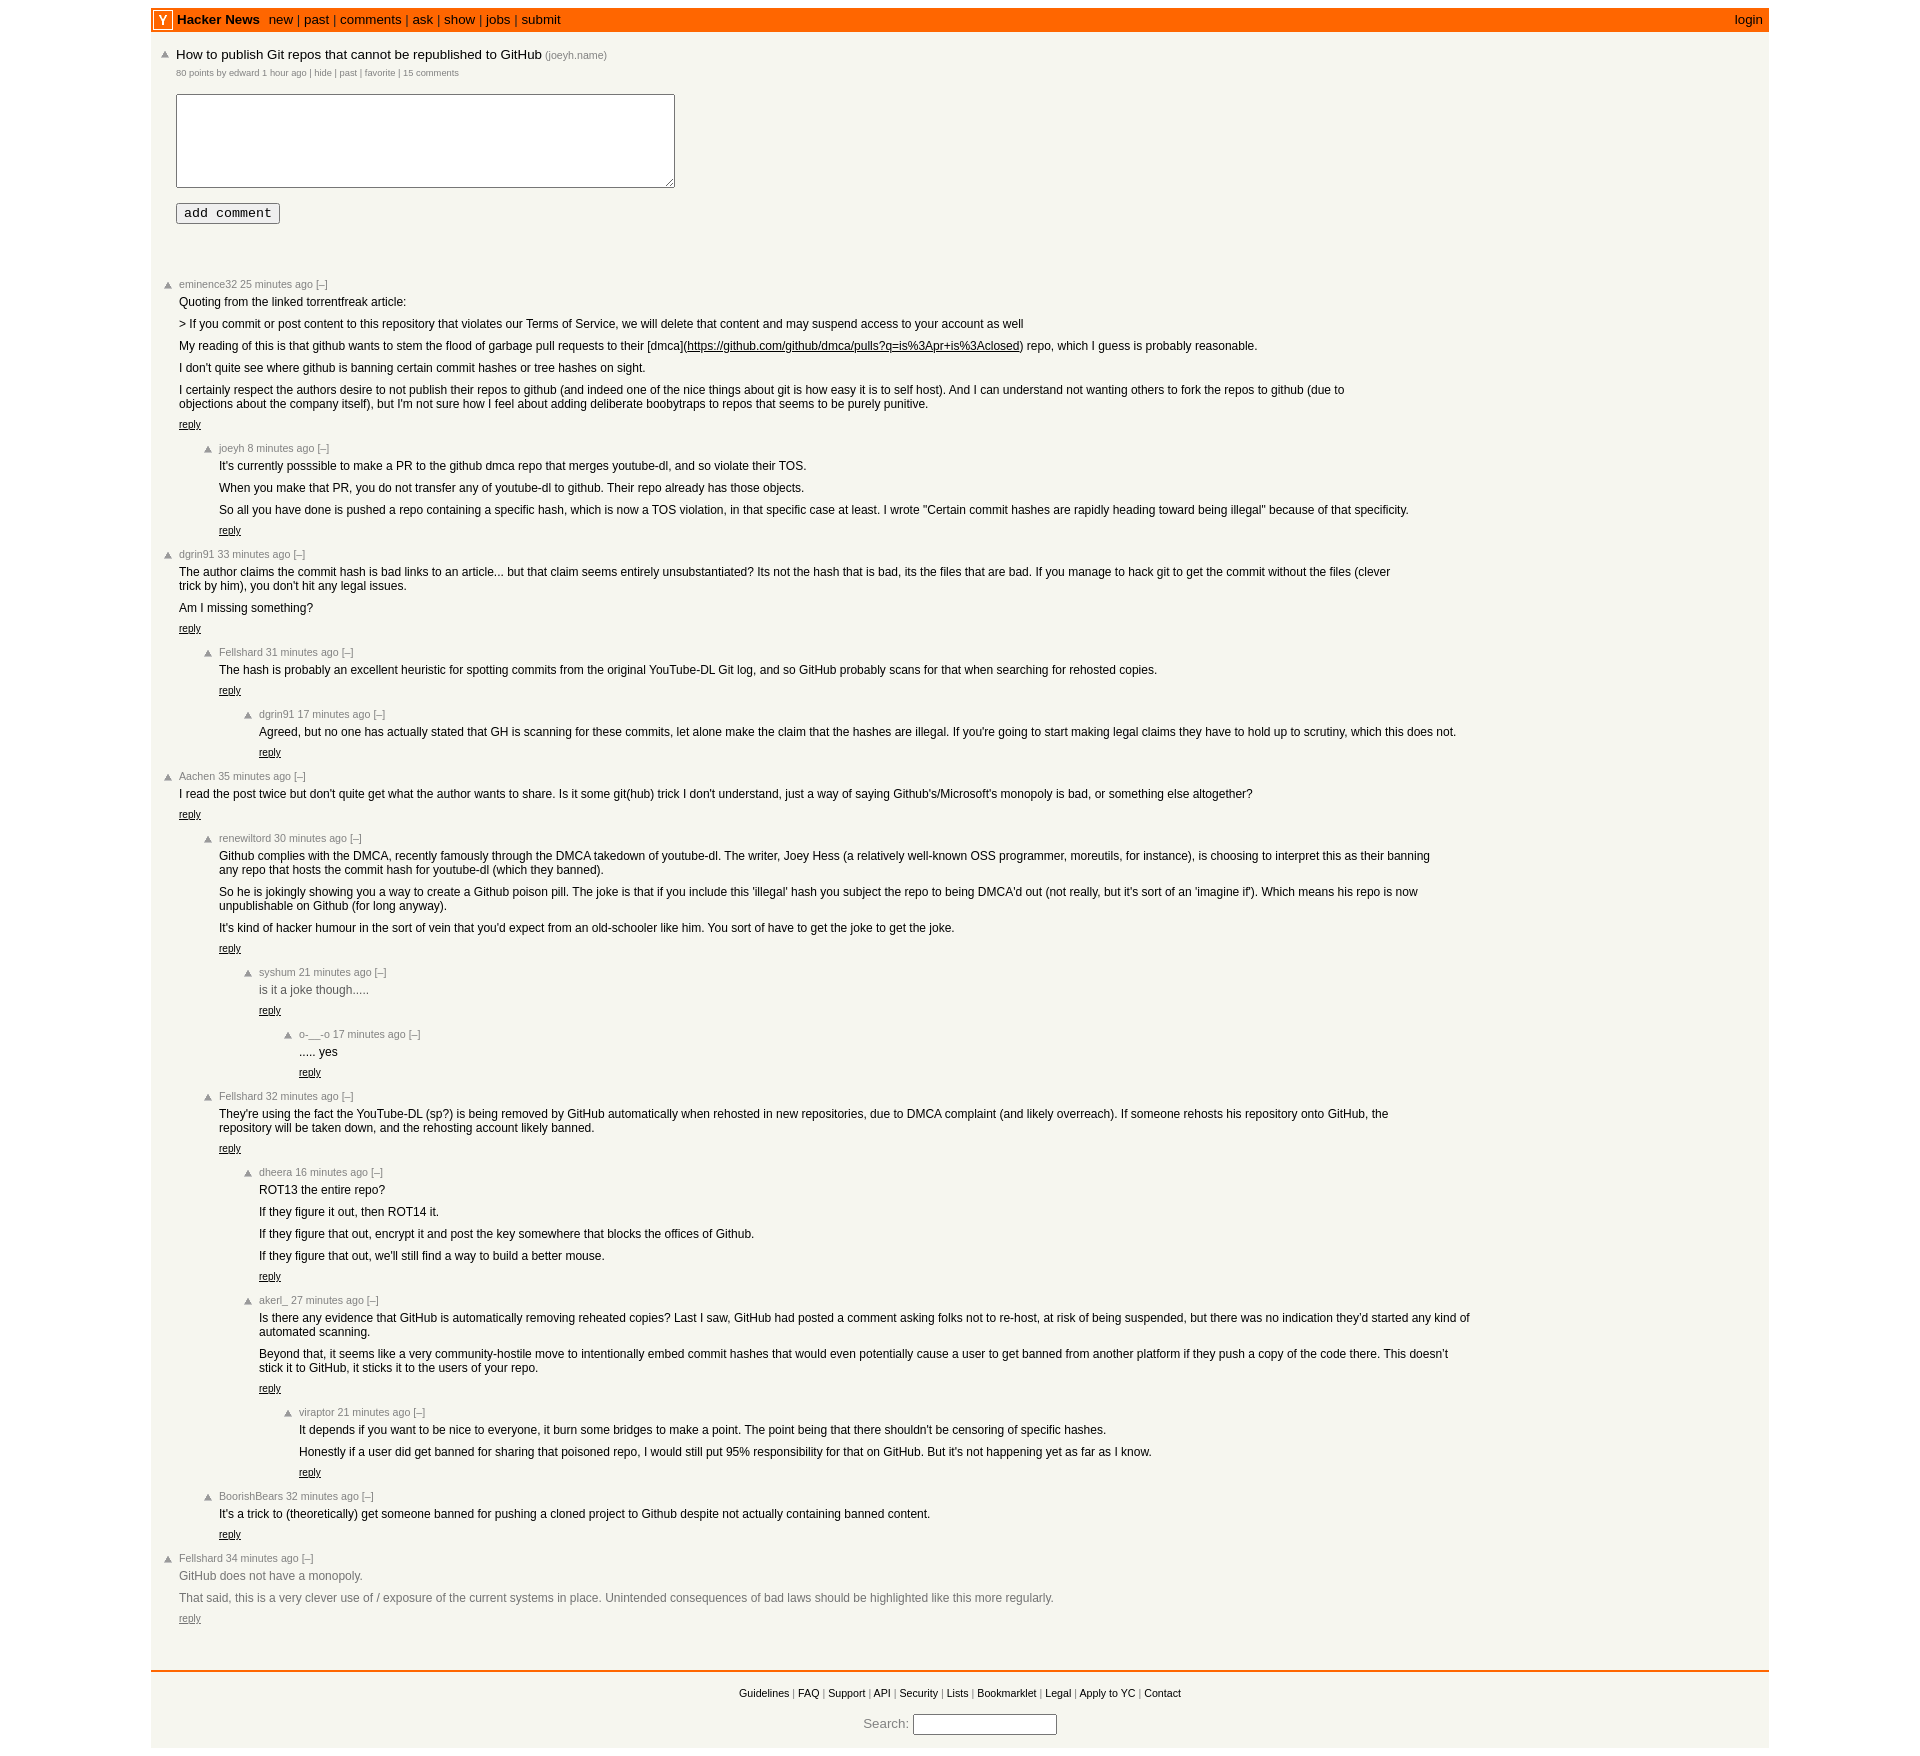 Y Hacker News new | past | comments | ask | show | jobs | submit login
How to publish Git repos that cannot be republished to GitHub (joeyh.name)
80 points by edward 1 hour ago | hide | past | favorite | 15 comments
add comment
eminence32 25 minutes ago [–]
Quoting from the linked torrentfreak article:
> If you commit or post content to this repository that violates our Terms of Service, we will delete that content and may suspend access to your account as well
My reading of this is that github wants to stem the flood of garbage pull requests to their [dmca](https://github.com/github/dmca/pulls?q=is%3Apr+is%3Aclosed) repo, which I guess is probably reasonable.
I don't quite see where github is banning certain commit hashes or tree hashes on sight.
I certainly respect the authors desire to not publish their repos to github (and indeed one of the nice things about git is how easy it is to self host). And I can understand not wanting others to fork the repos to github (due to
objections about the company itself), but I'm not sure how I feel about adding deliberate boobytraps to repos that seems to be purely punitive.
reply
joeyh 8 minutes ago [–]
It's currently posssible to make a PR to the github dmca repo that merges youtube-dl, and so violate their TOS.
When you make that PR, you do not transfer any of youtube-dl to github. Their repo already has those objects.
So all you have done is pushed a repo containing a specific hash, which is now a TOS violation, in that specific case at least. I wrote "Certain commit hashes are rapidly heading toward being illegal" because of that specificity.
reply
dgrin91 33 minutes ago [–]
The author claims the commit hash is bad links to an article... but that claim seems entirely unsubstantiated? Its not the hash that is bad, its the files that are bad. If you manage to hack git to get the commit without the files (clever
trick by him), you don't hit any legal issues.
Am I missing something?
reply
Fellshard 31 minutes ago [–]
The hash is probably an excellent heuristic for spotting commits from the original YouTube-DL Git log, and so GitHub probably scans for that when searching for rehosted copies.
reply
dgrin91 17 minutes ago [–]
Agreed, but no one has actually stated that GH is scanning for these commits, let alone make the claim that the hashes are illegal. If you're going to start making legal claims they have to hold up to scrutiny, which this does not.
reply
Aachen 35 minutes ago [–]
I read the post twice but don't quite get what the author wants to share. Is it some git(hub) trick I don't understand, just a way of saying Github's/Microsoft's monopoly is bad, or something else altogether?
reply
renewiltord 30 minutes ago [–]
Github complies with the DMCA, recently famously through the DMCA takedown of youtube-dl. The writer, Joey Hess (a relatively well-known OSS programmer, moreutils, for instance), is choosing to interpret this as their banning
any repo that hosts the commit hash for youtube-dl (which they banned).
So he is jokingly showing you a way to create a Github poison pill. The joke is that if you include this 'illegal' hash you subject the repo to being DMCA'd out (not really, but it's sort of an 'imagine if'). Which means his repo is now
unpublishable on Github (for long anyway).
It's kind of hacker humour in the sort of vein that you'd expect from an old-schooler like him. You sort of have to get the joke to get the joke.
reply
syshum 21 minutes ago [–]
is it a joke though.....
reply
o-__-o 17 minutes ago [–]
..... yes
reply
Fellshard 32 minutes ago [–]
They're using the fact the YouTube-DL (sp?) is being removed by GitHub automatically when rehosted in new repositories, due to DMCA complaint (and likely overreach). If someone rehosts his repository onto GitHub, the
repository will be taken down, and the rehosting account likely banned.
reply
dheera 16 minutes ago [–]
ROT13 the entire repo?
If they figure it out, then ROT14 it.
If they figure that out, encrypt it and post the key somewhere that blocks the offices of Github.
If they figure that out, we'll still find a way to build a better mouse.
reply
akerl_ 27 minutes ago [–]
Is there any evidence that GitHub is automatically removing reheated copies? Last I saw, GitHub had posted a comment asking folks not to re-host, at risk of being suspended, but there was no indication they’d started any kind of
automated scanning.
Beyond that, it seems like a very community-hostile move to intentionally embed commit hashes that would even potentially cause a user to get banned from another platform if they push a copy of the code there. This doesn’t
stick it to GitHub, it sticks it to the users of your repo.
reply
viraptor 21 minutes ago [–]
It depends if you want to be nice to everyone, it burn some bridges to make a point. The point being that there shouldn't be censoring of specific hashes.
Honestly if a user did get banned for sharing that poisoned repo, I would still put 95% responsibility for that on GitHub. But it's not happening yet as far as I know.
reply
BoorishBears 32 minutes ago [–]
It's a trick to (theoretically) get someone banned for pushing a cloned project to Github despite not actually containing banned content.
reply
Fellshard 34 minutes ago [–]
GitHub does not have a monopoly.
That said, this is a very clever use of / exposure of the current systems in place. Unintended consequences of bad laws should be highlighted like this more regularly.
reply
Guidelines | FAQ | Support | API | Security | Lists | Bookmarklet | Legal | Apply to YC | Contact
Search: